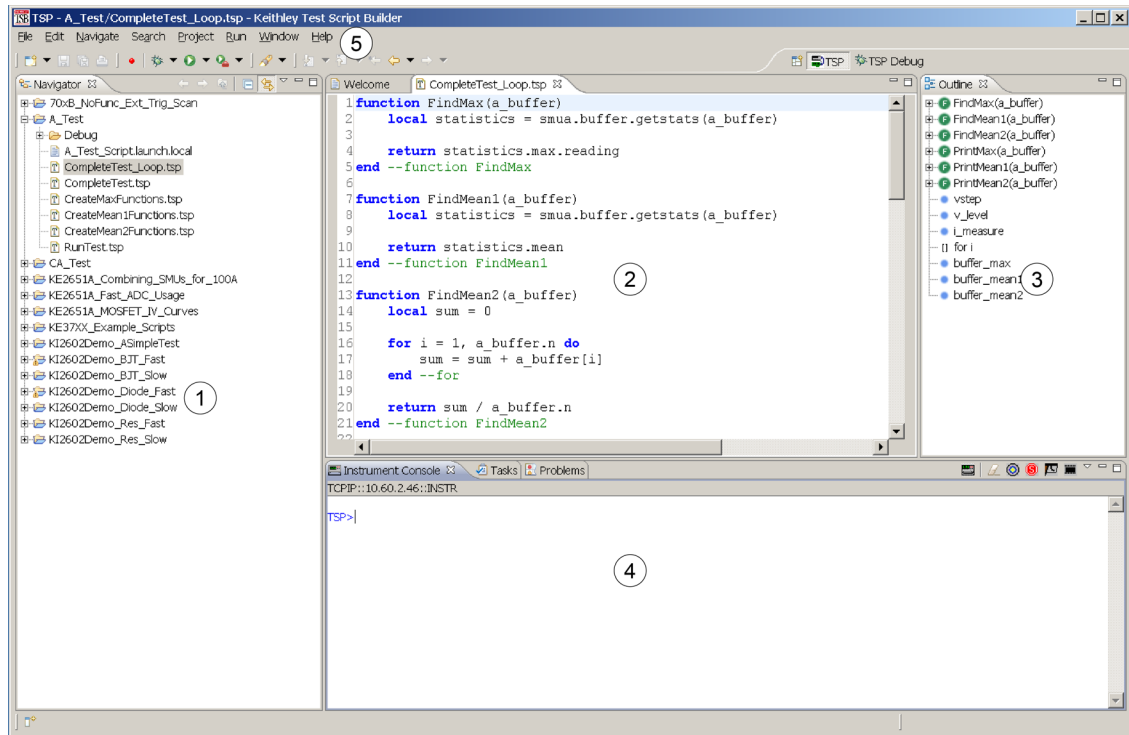 TSB TSP - A_Test/CompleteTest_Loop.tsp - Keithley Test Script Builder
File Edit Navigate Search Project Run Window Help
5
TSP TSP Debug
Navigator
70xB_NoFunc_Ext_Trig_Scan
A_Test
Debug
A_Test_Script.launch.local
CompleteTest_Loop.tsp
CompleteTest.tsp
CreateMaxFunctions.tsp
CreateMean1Functions.tsp
CreateMean2Functions.tsp
RunTest.tsp
CA_Test
KE2651A_Combining_SMUs_for_100A
KE2651A_Fast_ADC_Usage
KE2651A_MOSFET_IV_Curves
KE37XX_Example_Scripts
KI2602Demo_ASimpleTest
KI2602Demo_BJT_Fast
KI2602Demo_BJT_Slow
KI2602Demo_Diode_Fast
KI2602Demo_Diode_Slow
KI2602Demo_Res_Fast
KI2602Demo_Res_Slow
1
Welcome CompleteTest_Loop.tsp
1 function FindMax(a_buffer)
2 local statistics = smua.buffer.getstats(a_buffer)
3
4 return statistics.max.reading
5 end --function FindMax
6
7 function FindMean1(a_buffer)
8 local statistics = smua.buffer.getstats(a_buffer)
9
10 return statistics.mean
11 end --function FindMean1
12
13 function FindMean2(a_buffer)
14 local sum = 0
15
16 for i = 1, a_buffer.n do
17 sum = sum + a_buffer[i]
18 end --for
19
20 return sum / a_buffer.n
21 end --function FindMean2
22
2
Outline
FindMax(a_buffer)
FindMean1(a_buffer)
FindMean2(a_buffer)
PrintMax(a_buffer)
PrintMean1(a_buffer)
PrintMean2(a_buffer)
vstep
v_level
i_measure
for i
buffer_max
buffer_mean1
buffer_mean2
3
Instrument Console Tasks Problems
TCPIP::10.60.2.46::INSTR
TSP>
4